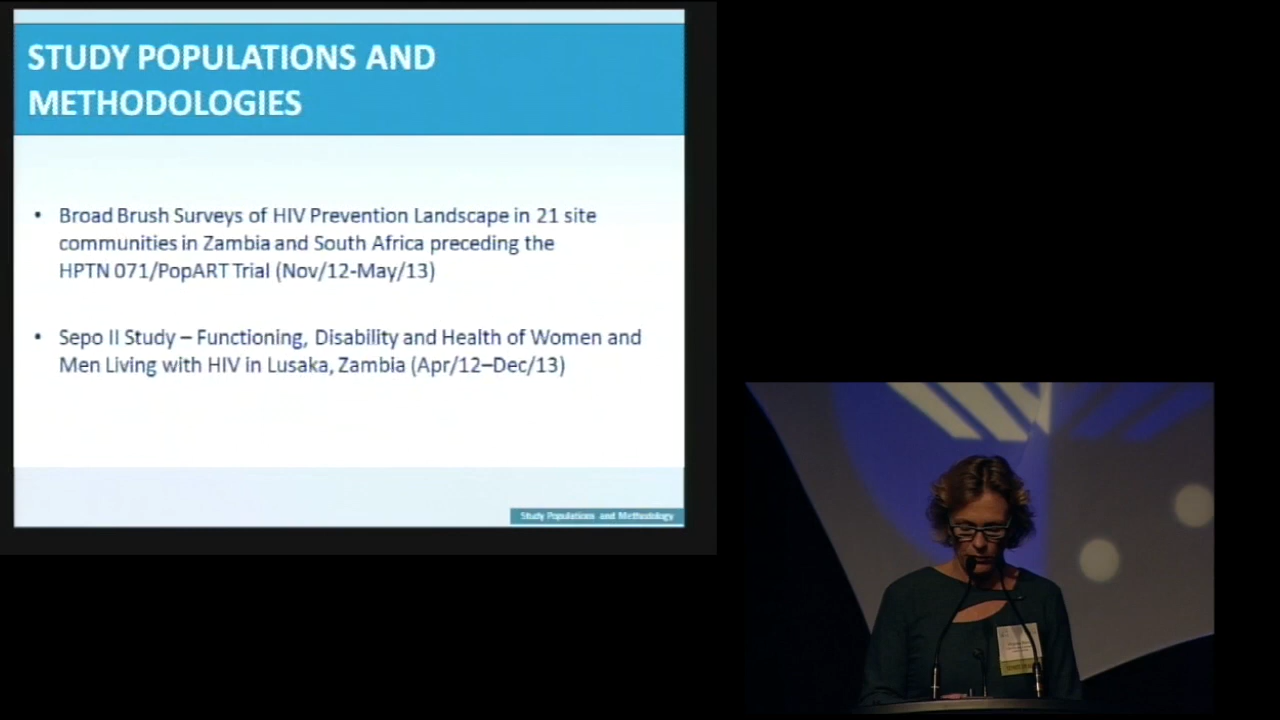 STUDY POPULATIONS AND
METHODOLOGIES
• Broad Brush Surveys of HIV Prevention Landscape in 21 site
communities in Zambia and South Africa preceding the
HPTN 071/PopART Trial (Nov/12-May/13)
• Sepo II Study – Functioning, Disability and Health of Women and
Men Living with HIV in Lusaka, Zambia (Apr/12–Dec/13)
Study Populations and Methodology